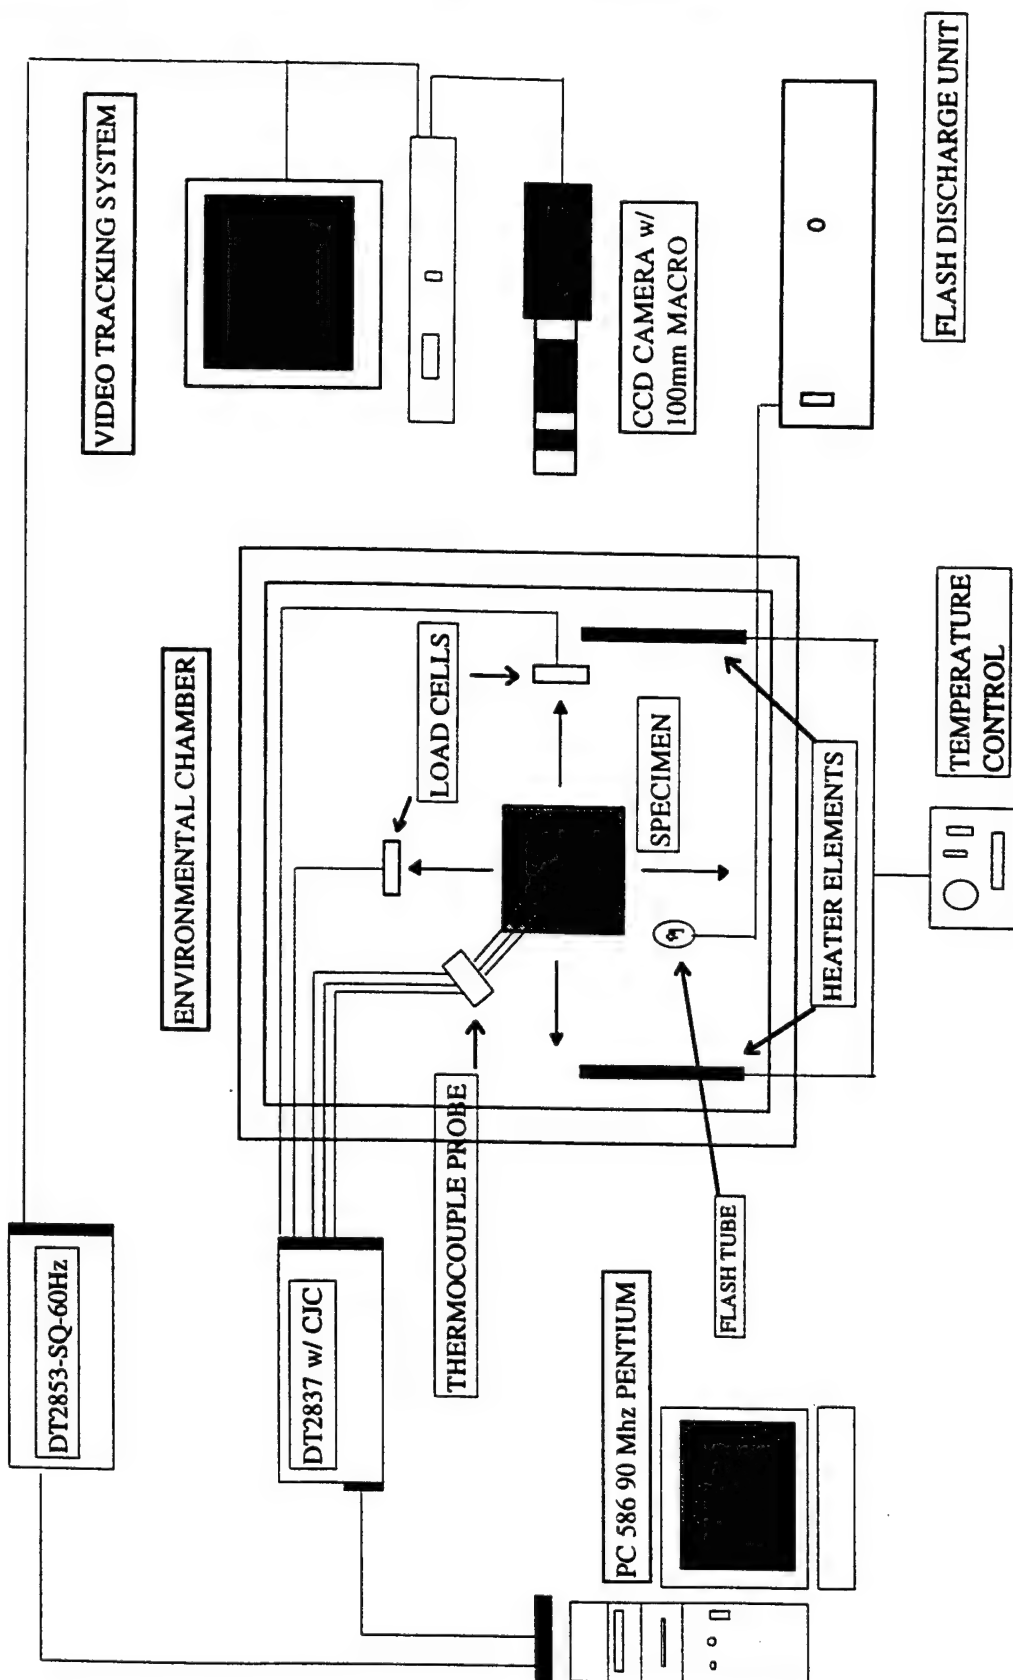 DT2853-SQ-60Hz
VIDEO TRACKING SYSTEM
DT2837 w/ CJC
ENVIRONMENTAL CHAMBER
THERMOCOUPLE PROBE
LOAD CELLS
CCD CAMERA w/
100mm MACRO
PC 586 90 Mhz PENTIUM
SPECIMEN
FLASH TUBE
HEATER ELEMENTS
TEMPERATURE
CONTROL
FLASH DISCHARGE UNIT